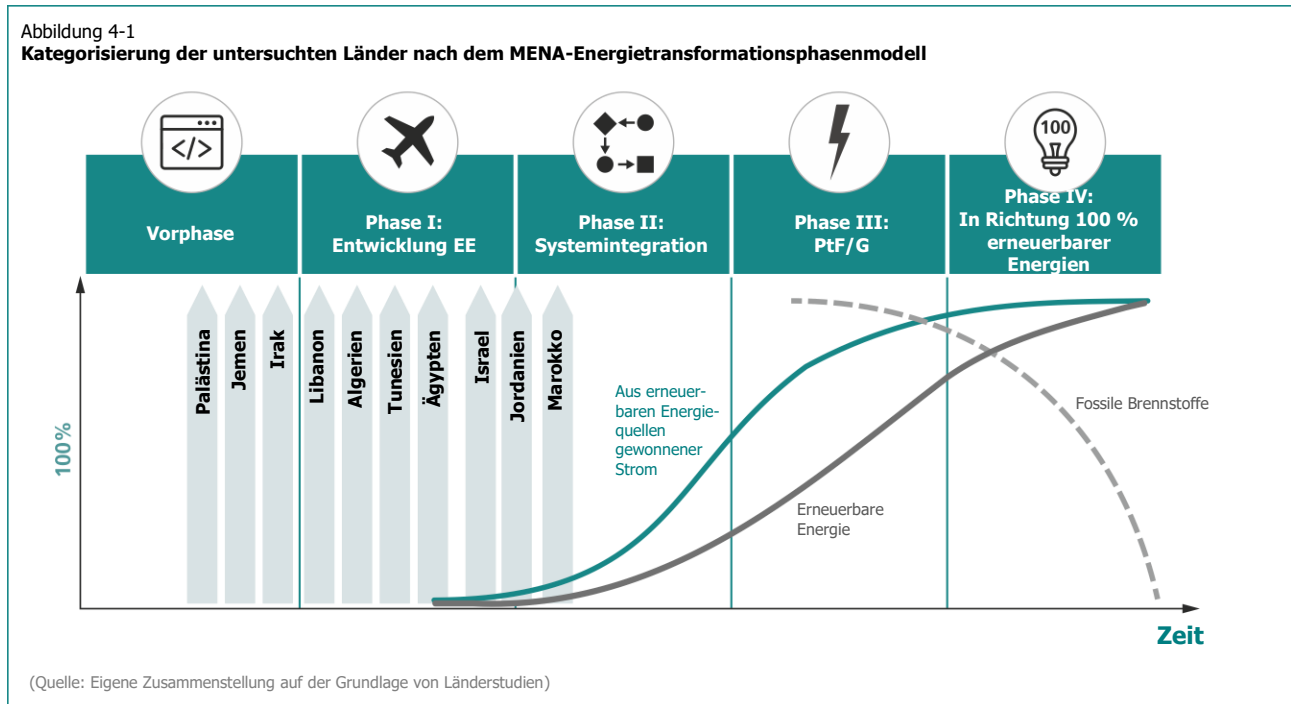 Abbildung 4-1
Kategorisierung der untersuchten Länder nach dem MENA-Energietransformationsphasenmodell
</>
100
Vorphase
Phase I:
Entwicklung EE
Phase II:
Systemintegration
Phase III:
PtF/G
Phase IV:
In Richtung 100 %
erneuerbarer
Energien
100%
Palästina
Jemen
Irak
Libanon
Algerien
Tunesien
Ägypten
Israel
Jordanien
Marokko
Aus erneuer-
baren Energie-
quellen
gewonnener
Strom
Erneuerbare
Energie
Fossile Brennstoffe
Zeit
(Quelle: Eigene Zusammenstellung auf der Grundlage von Länderstudien)